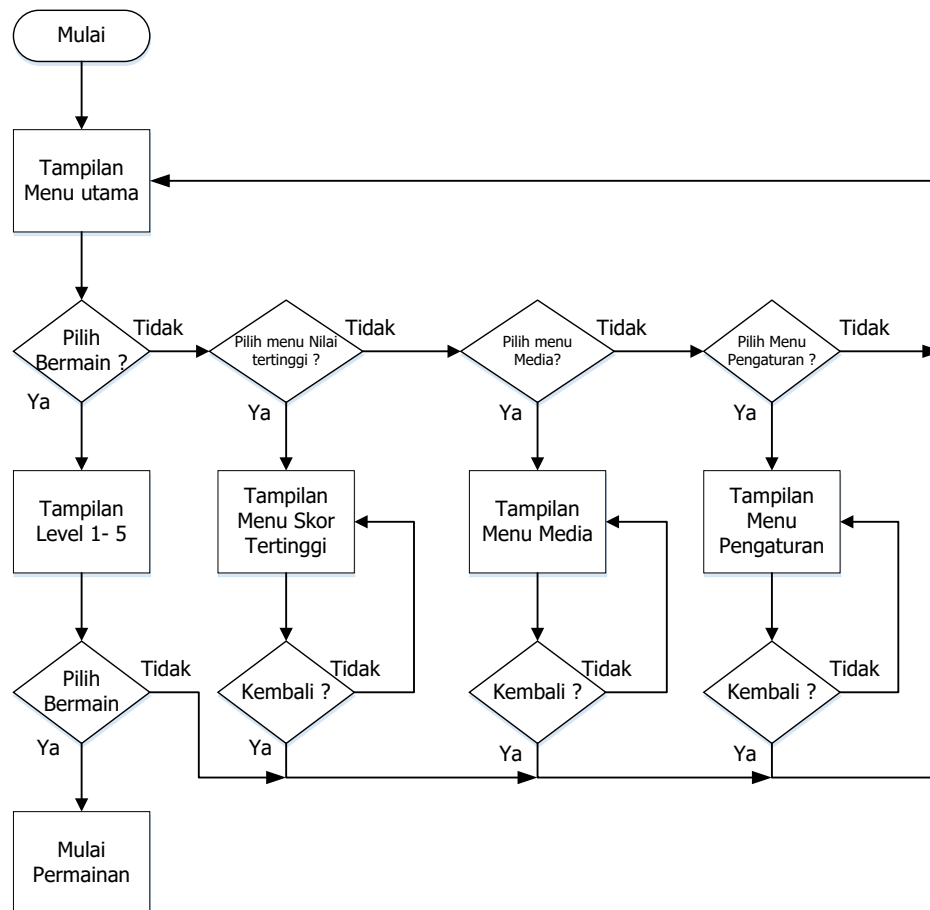 Mulai
Tampilan
Menu utama
Pilih
Bermain ?
Tidak
Pilih menu Nilai
tertinggi ?
Tidak
Pilih menu
Media?
Tidak
Pilih Menu
Pengaturan ?
Tidak
Ya
Ya
Ya
Ya
Tampilan
Level 1- 5
Tampilan
Menu Skor
Tertinggi
Tampilan
Menu Media
Tampilan
Menu
Pengaturan
Pilih
Bermain
Tidak
Kembali ?
Tidak
Kembali ?
Tidak
Kembali ?
Tidak
Ya
Ya
Ya
Ya
Mulai
Permainan